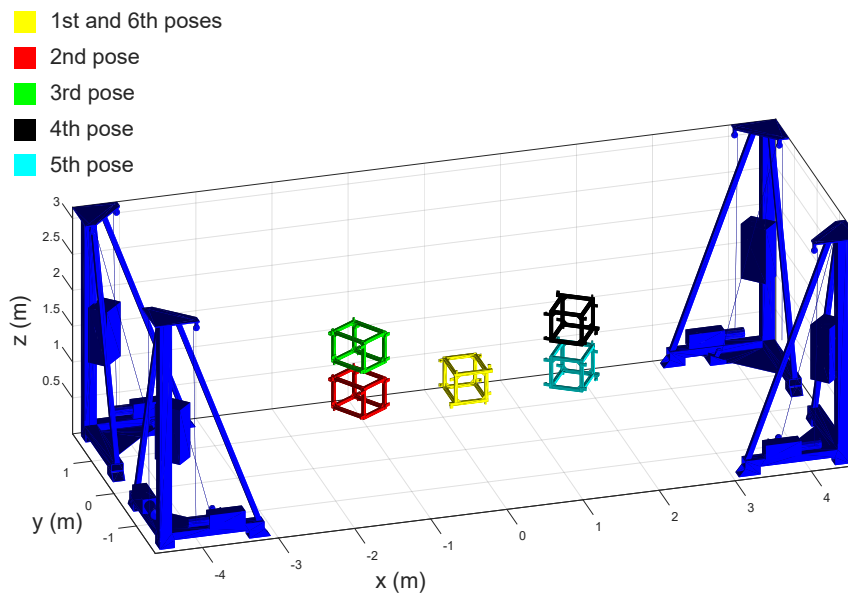 1st and 6th poses
2nd pose
3rd pose
4th pose
5th pose
3
2.5
2
1.5
1
0.5
z (m)
1
0
-1
y (m)
-4
-3
-2
-1
0
1
2
3
4
x (m)